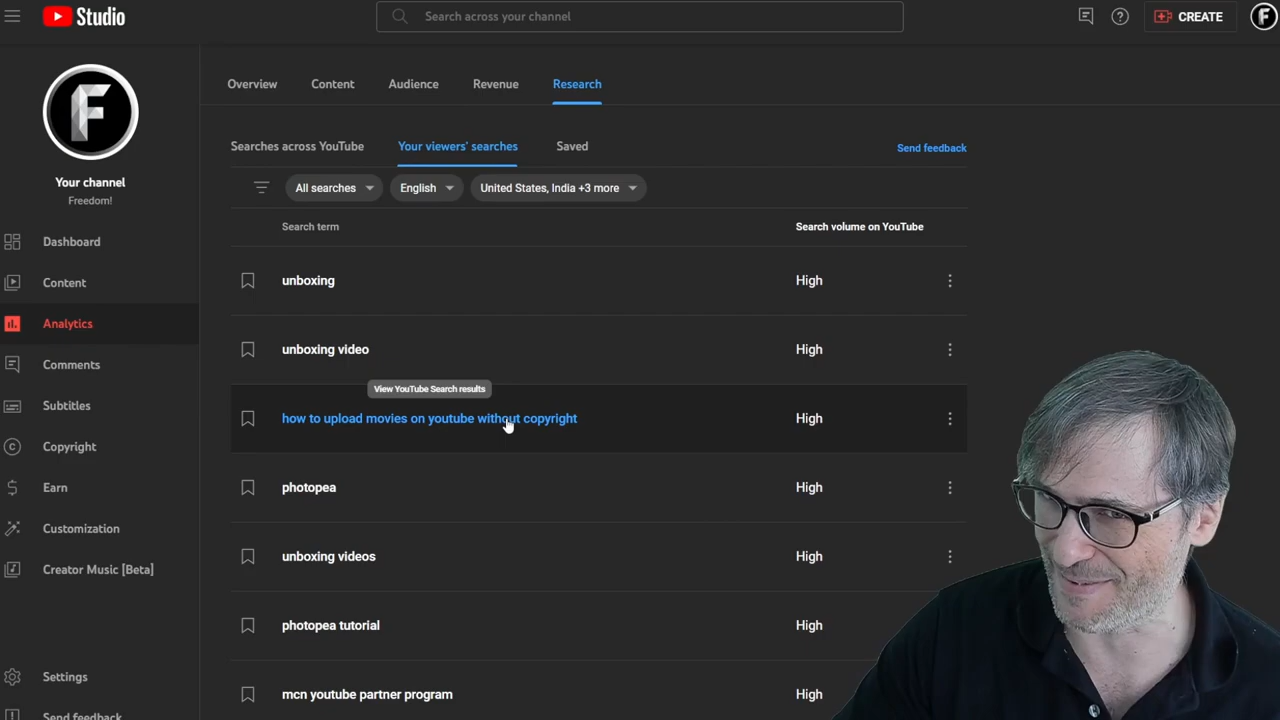 Studio
Search across your channel
CREATE
F
F
Your channel
Freedom!
Dashboard
Content
Analytics
Comments
Subtitles
Copyright
Earn
Customization
Creator Music [Beta]
Settings
Send feedback
Overview
Content
Audience
Revenue
Research
Searches across YouTube
Your viewers' searches
Saved
Send feedback
All searches
English
United States, India +3 more
Search term
Search volume on YouTube
unboxing
High
unboxing video
High
View YouTube Search results
how to upload movies on youtube without copyright
High
photopea
High
unboxing videos
High
photopea tutorial
High
mcn youtube partner program
High